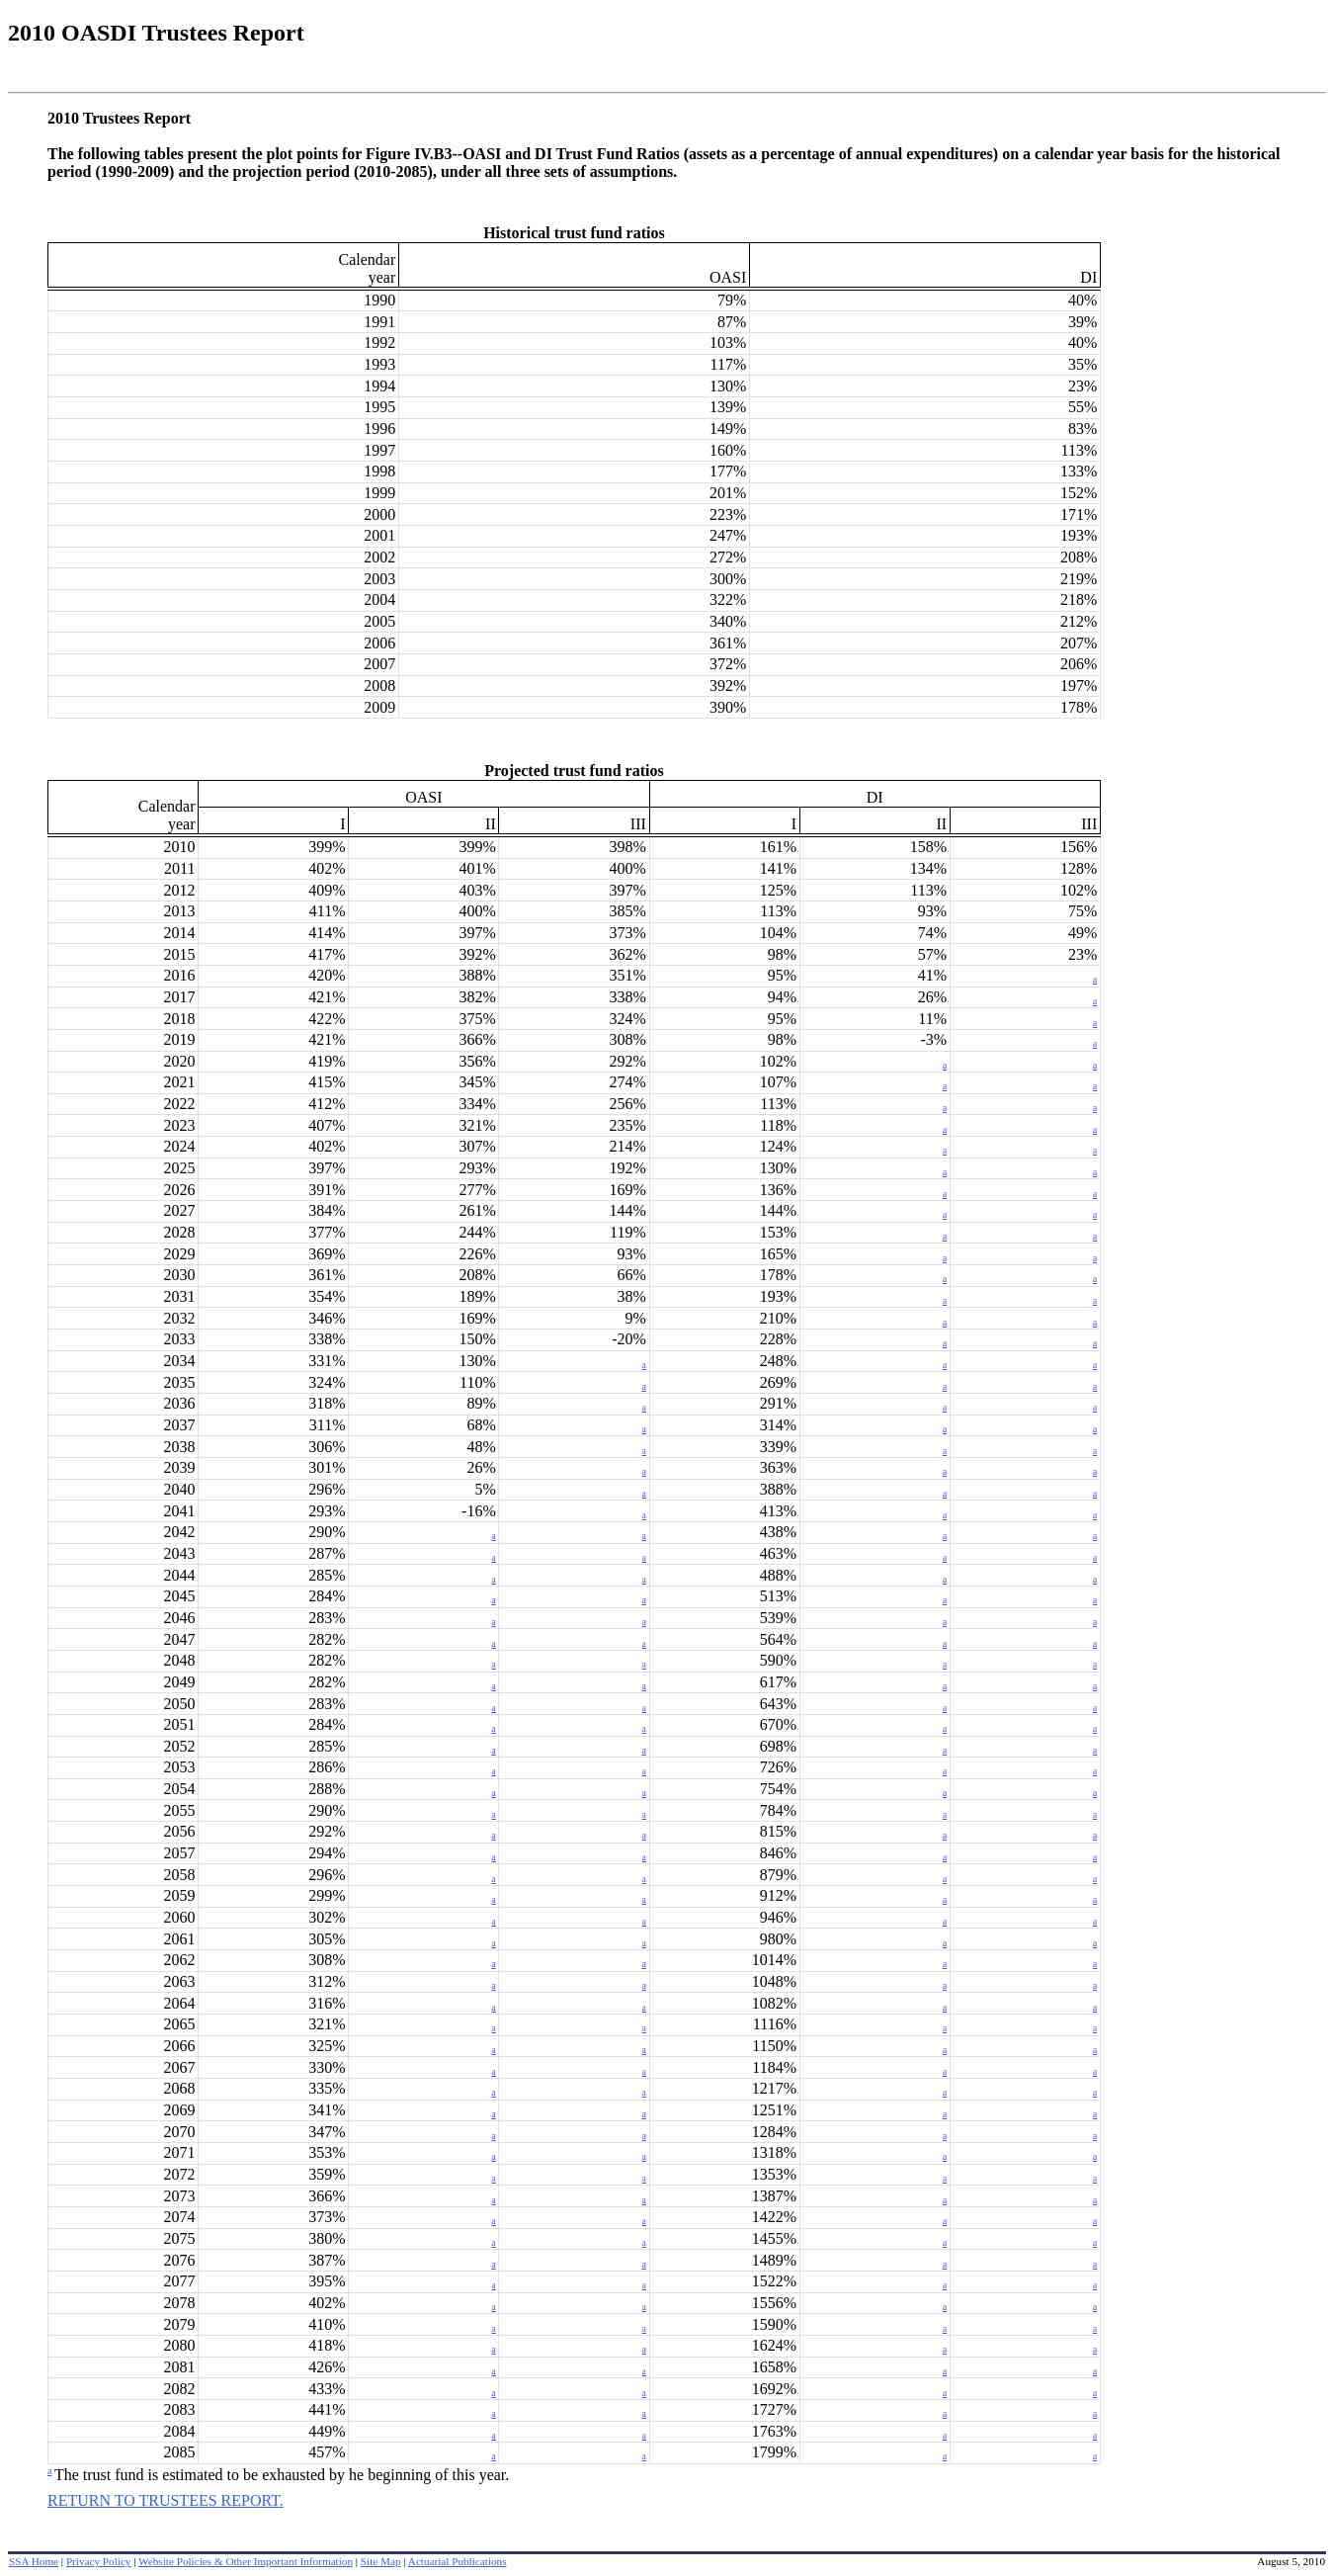 2010 OASDI Trustees Report
2010 Trustees Report
The following tables present the plot points for Figure IV.B3--OASI and DI Trust Fund Ratios (assets as a percentage of annual expenditures) on a calendar year basis for the historical
period (1990-2009) and the projection period (2010-2085), under all three sets of assumptions.
Historical trust fund ratios
Calendar
year OASI DI
1990 79% 40%
1991 87% 39%
1992 103% 40%
1993 117% 35%
1994 130% 23%
1995 139% 55%
1996 149% 83%
1997 160% 113%
1998 177% 133%
1999 201% 152%
2000 223% 171%
2001 247% 193%
2002 272% 208%
2003 300% 219%
2004 322% 218%
2005 340% 212%
2006 361% 207%
2007 372% 206%
2008 392% 197%
2009 390% 178%
Projected trust fund ratios
Calendar
year OASI DI
I II III I II III
2010 399% 399% 398% 161% 158% 156%
2011 402% 401% 400% 141% 134% 128%
2012 409% 403% 397% 125% 113% 102%
2013 411% 400% 385% 113% 93% 75%
2014 414% 397% 373% 104% 74% 49%
2015 417% 392% 362% 98% 57% 23%
2016 420% 388% 351% 95% 41% a
2017 421% 382% 338% 94% 26% a
2018 422% 375% 324% 95% 11% a
2019 421% 366% 308% 98% -3% a
2020 419% 356% 292% 102% a a
2021 415% 345% 274% 107% a a
2022 412% 334% 256% 113% a a
2023 407% 321% 235% 118% a a
2024 402% 307% 214% 124% a a
2025 397% 293% 192% 130% a a
2026 391% 277% 169% 136% a a
2027 384% 261% 144% 144% a a
2028 377% 244% 119% 153% a a
2029 369% 226% 93% 165% a a
2030 361% 208% 66% 178% a a
2031 354% 189% 38% 193% a a
2032 346% 169% 9% 210% a a
2033 338% 150% -20% 228% a a
2034 331% 130% a 248% a a
2035 324% 110% a 269% a a
2036 318% 89% a 291% a a
2037 311% 68% a 314% a a
2038 306% 48% a 339% a a
2039 301% 26% a 363% a a
2040 296% 5% a 388% a a
2041 293% -16% a 413% a a
2042 290% a a 438% a a
2043 287% a a 463% a a
2044 285% a a 488% a a
2045 284% a a 513% a a
2046 283% a a 539% a a
2047 282% a a 564% a a
2048 282% a a 590% a a
2049 282% a a 617% a a
2050 283% a a 643% a a
2051 284% a a 670% a a
2052 285% a a 698% a a
2053 286% a a 726% a a
2054 288% a a 754% a a
2055 290% a a 784% a a
2056 292% a a 815% a a
2057 294% a a 846% a a
2058 296% a a 879% a a
2059 299% a a 912% a a
2060 302% a a 946% a a
2061 305% a a 980% a a
2062 308% a a 1014% a a
2063 312% a a 1048% a a
2064 316% a a 1082% a a
2065 321% a a 1116% a a
2066 325% a a 1150% a a
2067 330% a a 1184% a a
2068 335% a a 1217% a a
2069 341% a a 1251% a a
2070 347% a a 1284% a a
2071 353% a a 1318% a a
2072 359% a a 1353% a a
2073 366% a a 1387% a a
2074 373% a a 1422% a a
2075 380% a a 1455% a a
2076 387% a a 1489% a a
2077 395% a a 1522% a a
2078 402% a a 1556% a a
2079 410% a a 1590% a a
2080 418% a a 1624% a a
2081 426% a a 1658% a a
2082 433% a a 1692% a a
2083 441% a a 1727% a a
2084 449% a a 1763% a a
2085 457% a a 1799% a a
a The trust fund is estimated to be exhausted by he beginning of this year.
RETURN TO TRUSTEES REPORT.
SSA Home | Privacy Policy | Website Policies & Other Important Information | Site Map | Actuarial Publications August 5, 2010